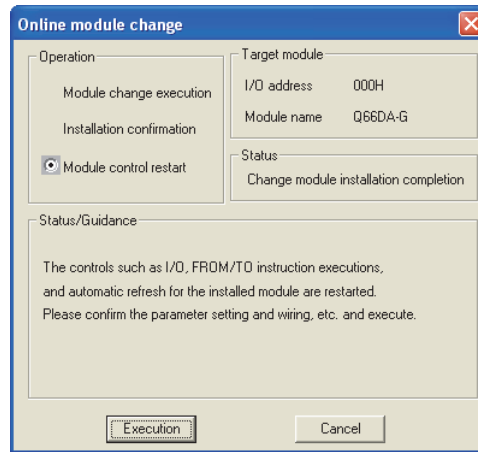 Online module change
Operation
Module change execution
Installation confirmation
Module control restart
Target module
I/O address 000H
Module name Q66DA-G
Status
Change module installation completion
Status/Guidance
The controls such as I/O, FROM/TO instruction executions,
and automatic refresh for the installed module are restarted.
Please confirm the parameter setting and wiring, etc. and execute.
Execution
Cancel